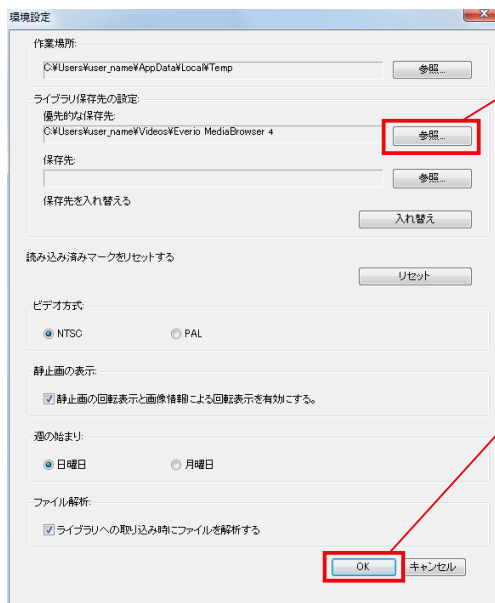 環境設定
作業場所:
C:¥Users¥user_name¥AppData¥Local¥Temp
参照...
ライブラリ保存先の設定:
優先的な保存先:
C:¥Users¥user_name¥Videos¥Everio MediaBrowser 4
参照...
保存先:
参照...
保存先を入れ替える
入れ替え
読み込み済みマークをリセットする
リセット
ビデオ方式:
NTSC
PAL
静止画の表示:
静止画の回転表示と画像情報による回転表示を有効にする。
週の始まり:
日曜日
月曜日
ファイル解析:
ライブラリへの取り込み時にファイルを解析する
OK
キャンセル